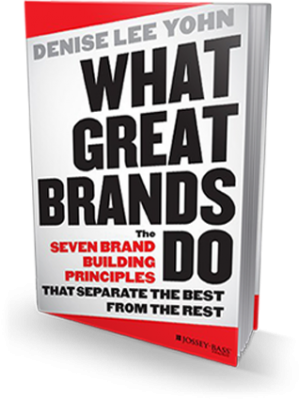 DENISE LEE YOHN
WHAT
GREAT
BRANDS
DO
The
SEVEN BRAND
BUILDING
PRINCIPLES
THAT SEPARATE THE BEST
FROM THE REST
JOSSEY-BASS